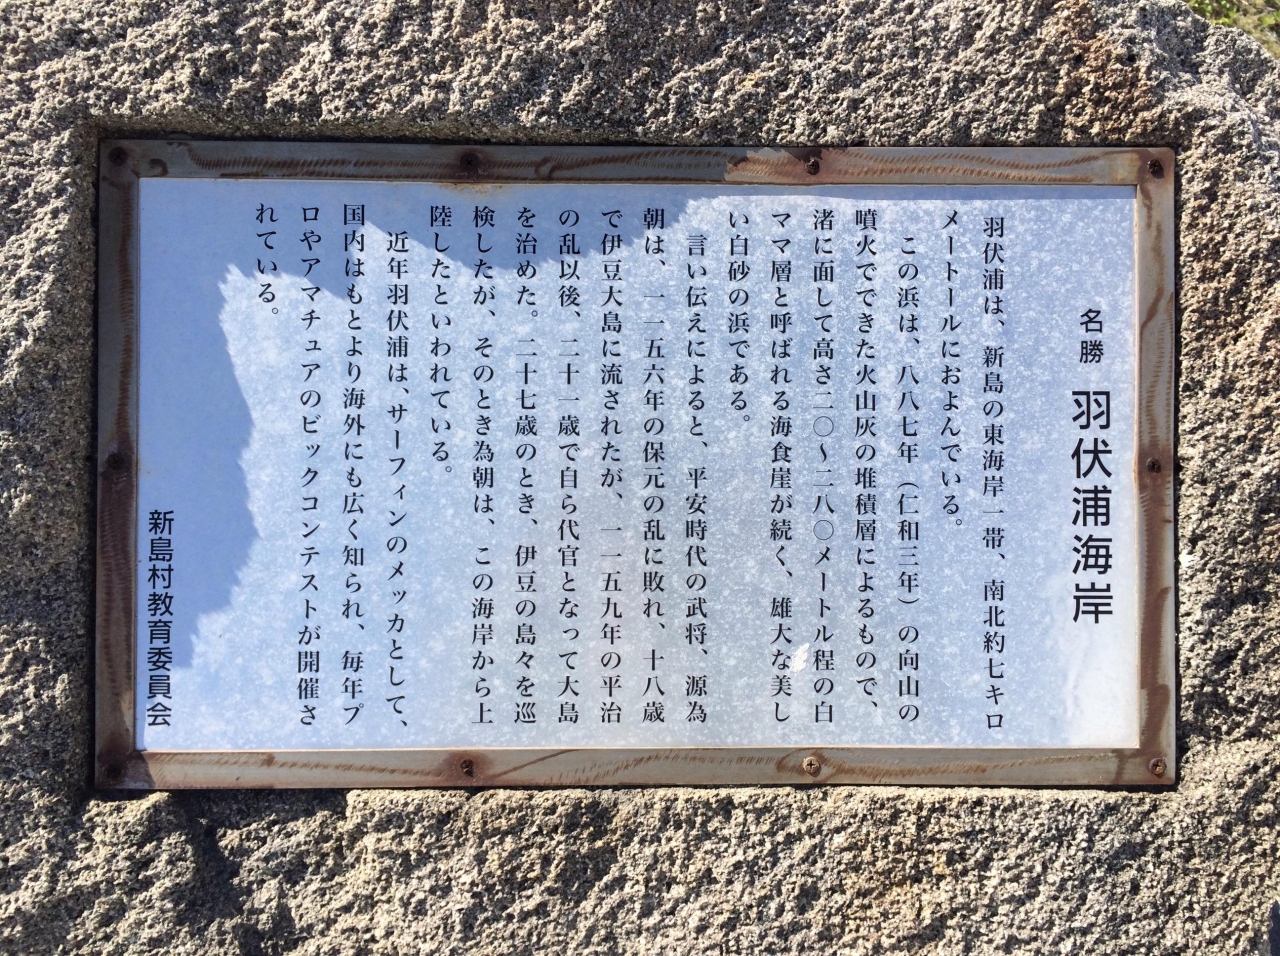 名勝 羽伏浦海岸
羽伏浦は、新島の東海岸一帯、南北約七キロ
メートールにおよんでいる。
この浜は、八八七年（仁和三年）の向山の
噴火でできた火山灰の堆積層によるもので、
渚に面して高さ二〇〜二八〇メートル程の白
ママ層と呼ばれる海食崖が続く、雄大な美し
い白砂の浜である。
言い伝えによると、平安時代の武将、源為
朝は、一一五六年の保元の乱に敗れ、十八歳
で伊豆大島に流されたが、一一五九年の平治
の乱以後、二十一歳で自ら代官となって大島
を治めた。二十七歳のとき、伊豆の島々を巡
検したが、そのとき為朝は、この海岸から上
陸したといわれている。
近年羽伏浦は、サーフィンのメッカとして、
国内はもとより海外にも広く知られ、毎年プ
ロやアマチュアのビックコンテストが開催さ
れている。
新島村教育委員会